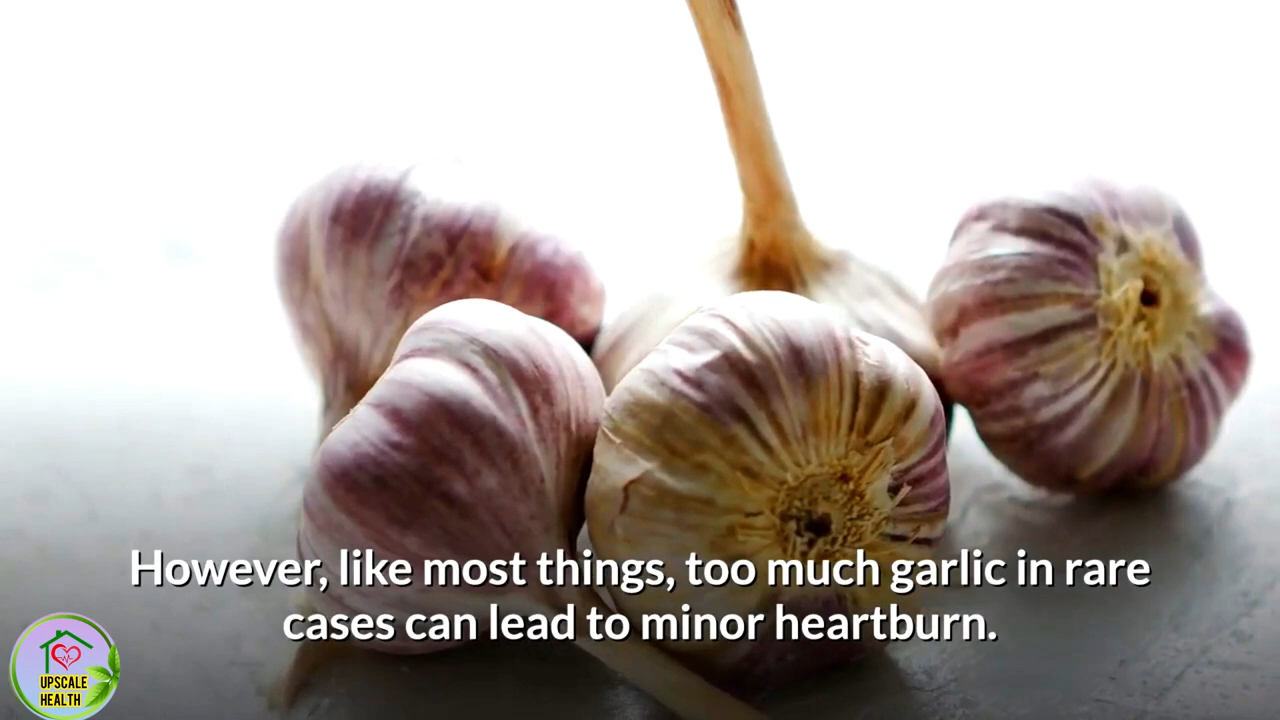 However, like most things, too much garlic in rare
cases can lead to minor heartburn.
UPSCALE
HEALTH